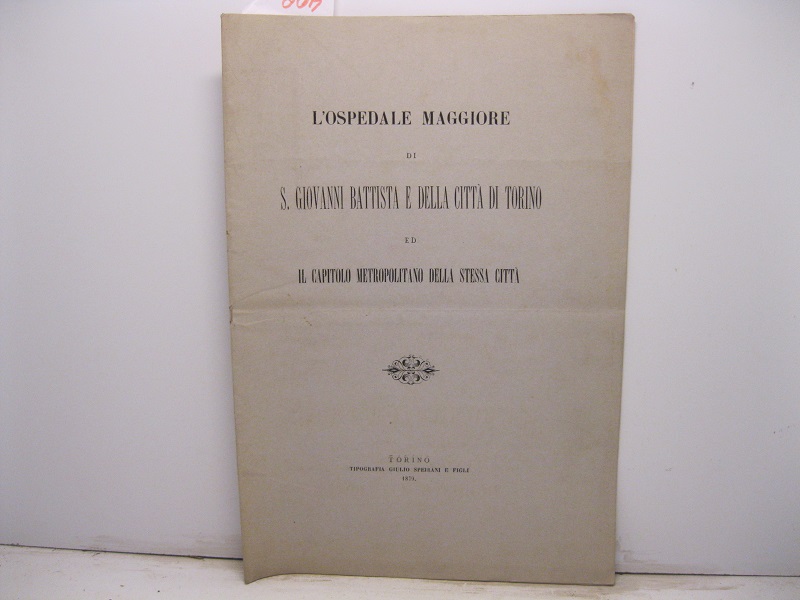 L'OSPEDALE MAGGIORE
DI
S. GIOVANNI BATTISTA E DELLA CITTÀ DI TORINO
ED
IL CAPITOLO METROPOLITANO DELLA STESSA CITTÀ
TORINO
TIPOGRAFIA GIULIO SPEIRANI E FIGLI
1871.